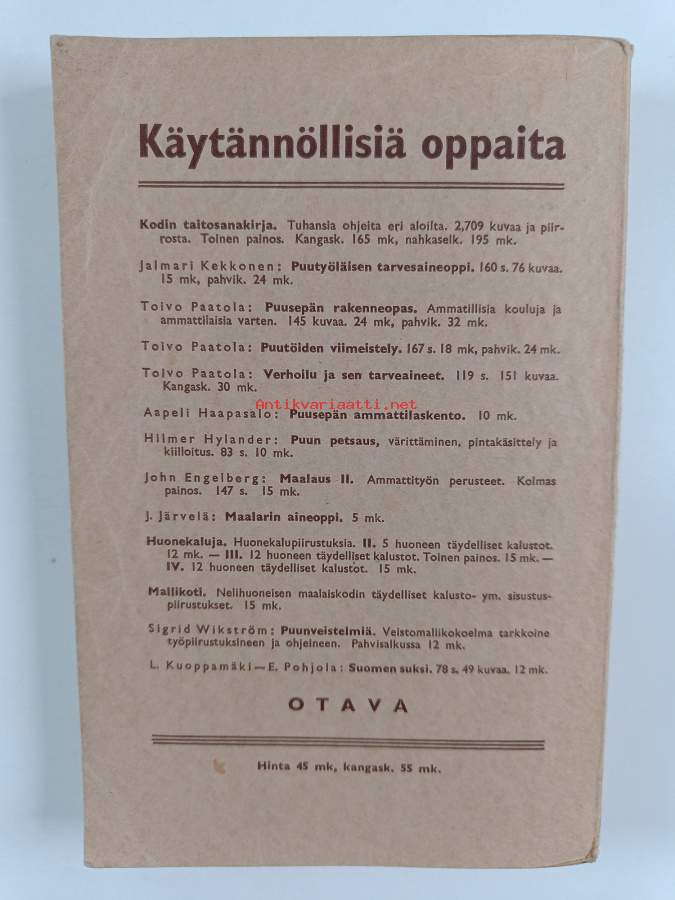 Käytännöllisiä oppaita
Kodin taitosanakirja. Tuhansia ohjeita eri aloilta. 2,709 kuvaa ja piir-
rosta. Toinen painos. Kangask. 165 mk, nahkaselk. 195 mk.
Jalmari Kekkonen: Puutyöläisen tarvesaineoppi. 160 s. 76 kuvaa.
15 mk, pahvik. 24 mk.
Toivo Paatola: Puusepän rakenneopas. Ammatillisia kouluja ja
ammattilaisia varten. 145 kuvaa. 24 mk, pahvik. 32 mk.
Toivo Paatola: Puutöiden viimeistely. 167 s. 18 mk, pahvik. 24 mk.
Toivo Paatola: Verhoilu ja sen tarveaineet. 119 s. 151 kuvaa.
Kangask. 30 mk.
Antikvariaatti.net
Aapeli Haapasalo: Puusepän ammattilaskento. 10 mk.
Hilmer Hylander: Puun petsaus, värittäminen, pintakäsittely ja
kiilloitus. 83 s. 10 mk.
John Engelberg: Maalaus II. Ammattityön perusteet. Kolmas
painos. 147 s. 15 mk.
J. Järvelä: Maalarin aineoppi. 5 mk.
Huonekaluja. Huonekalupiirustuksia. II. 5 huoneen täydelliset kalustot.
12 mk. — III. 12 huoneen täydelliset kalustot. Toinen painos. 15 mk. —
IV. 12 huoneen täydelliset kalustot. 15 mk.
Mallikoti. Nelihuoneisen maalaiskodin täydelliset kalusto- ym. sisustus-
piirustukset. 15 mk.
Sigrid Wikström: Puunveistelmiä. Veistomallikokoelma tarkkoine
työpiirustuksineen ja ohjeineen. Pahvisalkussa 12 mk.
L. Kuoppamäki—E. Pohjola: Suomen suksi. 78 s. 49 kuvaa. 12 mk.
OTAVA
Hinta 45 mk, kangask. 55 mk.